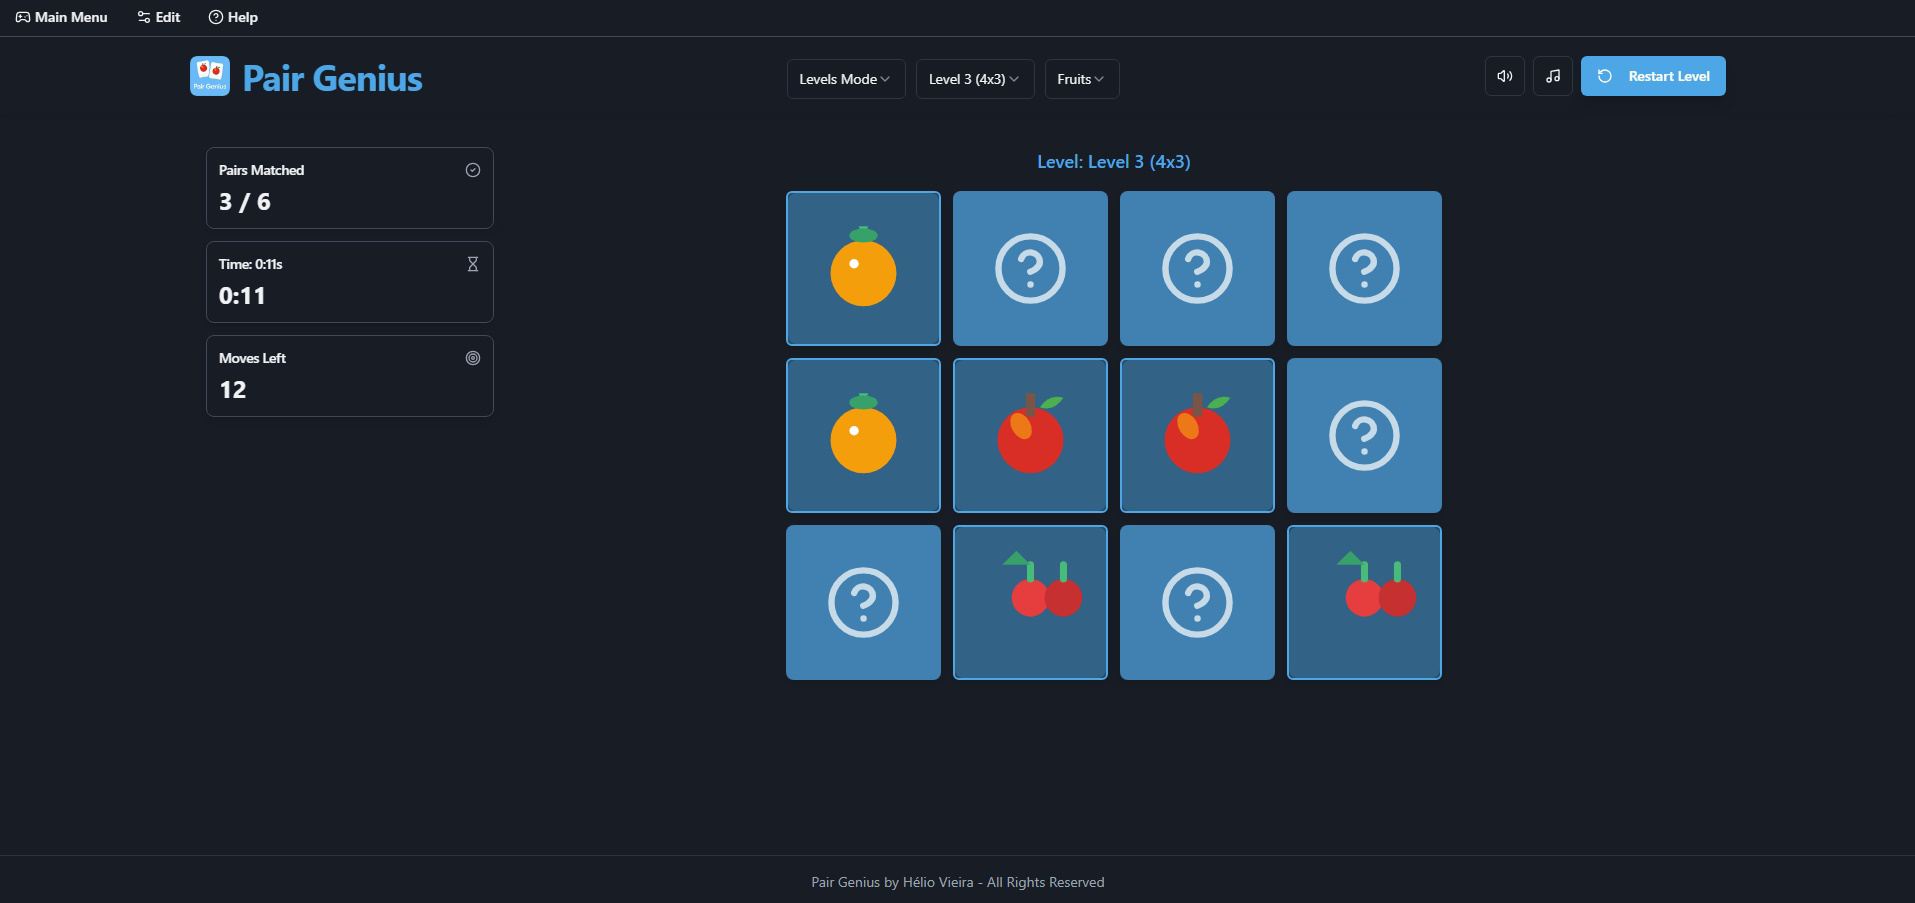 Main Menu
Edit
Help
Pair Genius
Pair Genius
Levels Mode
Level 3 (4x3)
Fruits
Restart Level
Pairs Matched
3 / 6
Time: 0:11s
0:11
Moves Left
12
Level: Level 3 (4x3)
? ? ?
?
? ?
Pair Genius by Hélio Vieira - All Rights Reserved